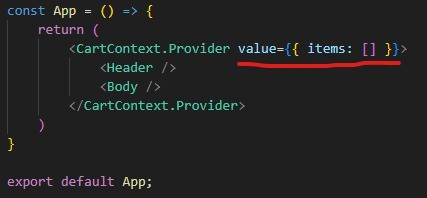 const App = () => {
    return (
        <CartContext.Provider value={{ items: [] }}>
            <Header />
            <Body />
        </CartContext.Provider>
    )
}

export default App;